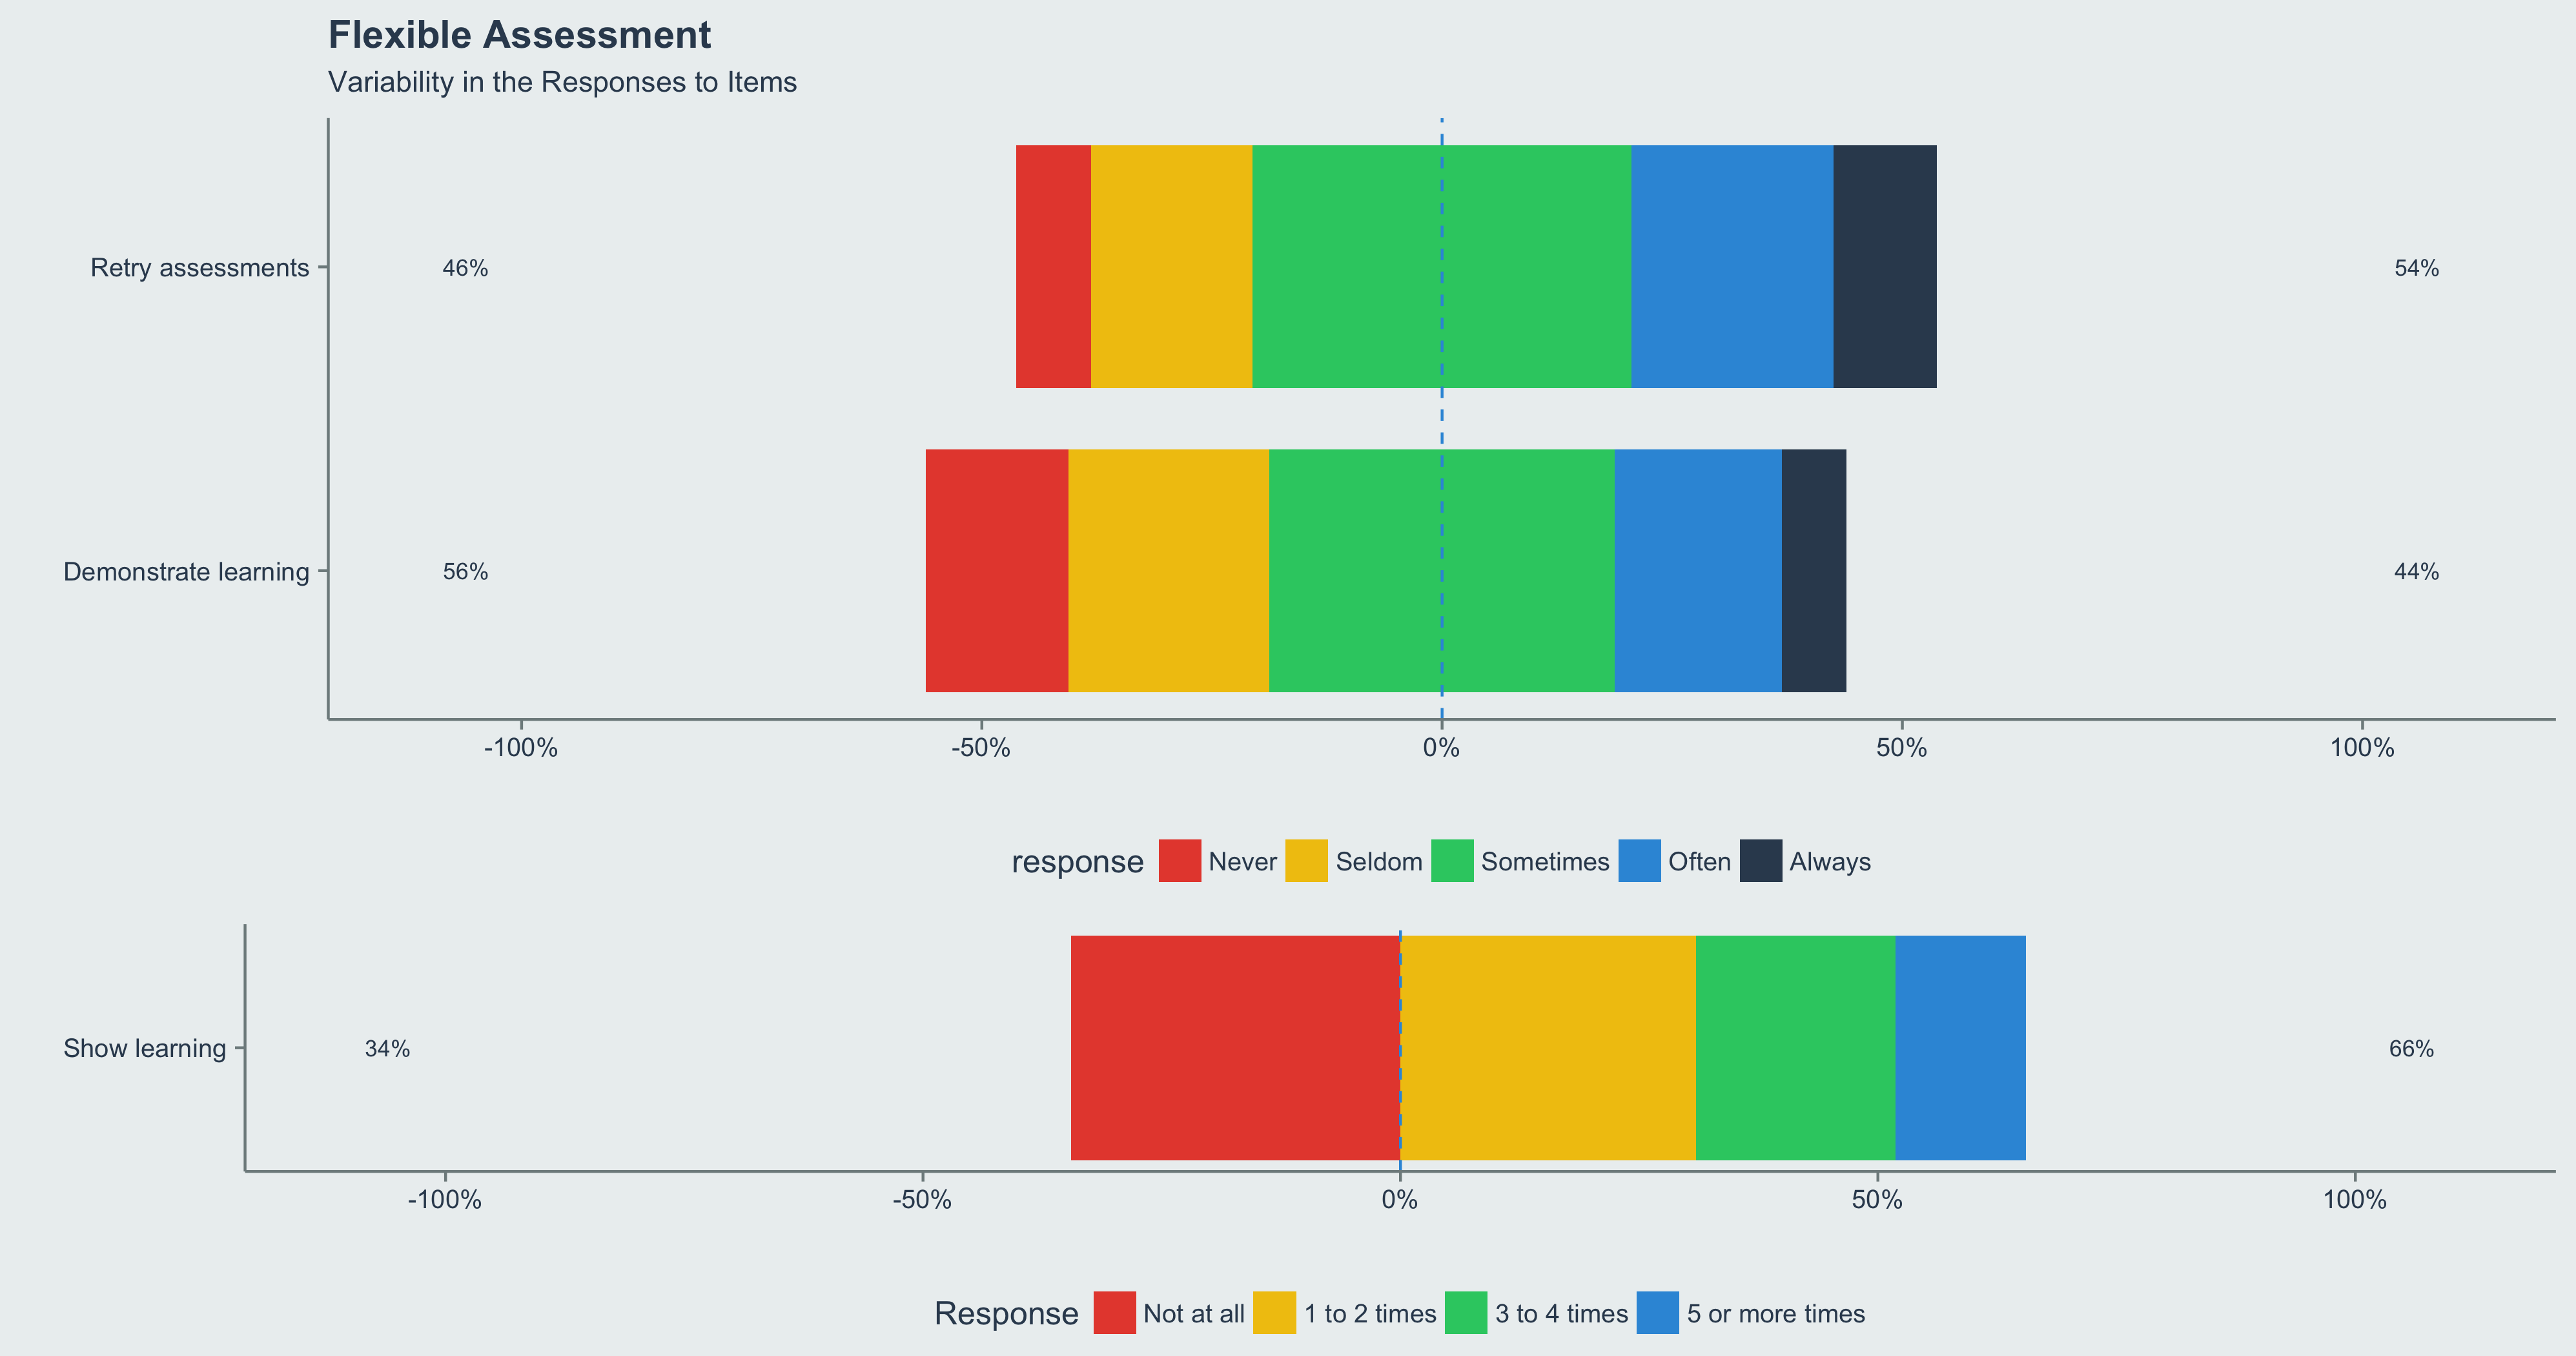 Flexible Assessment
Variability in the Responses to Items
Retry assessments 46% 54%
Demonstrate learning 56% 44%
-100% -50% 0% 50% 100%
response Never Seldom Sometimes Often Always
Show learning 34% 66%
-100% -50% 0% 50% 100%
Response Not at all 1 to 2 times 3 to 4 times 5 or more times